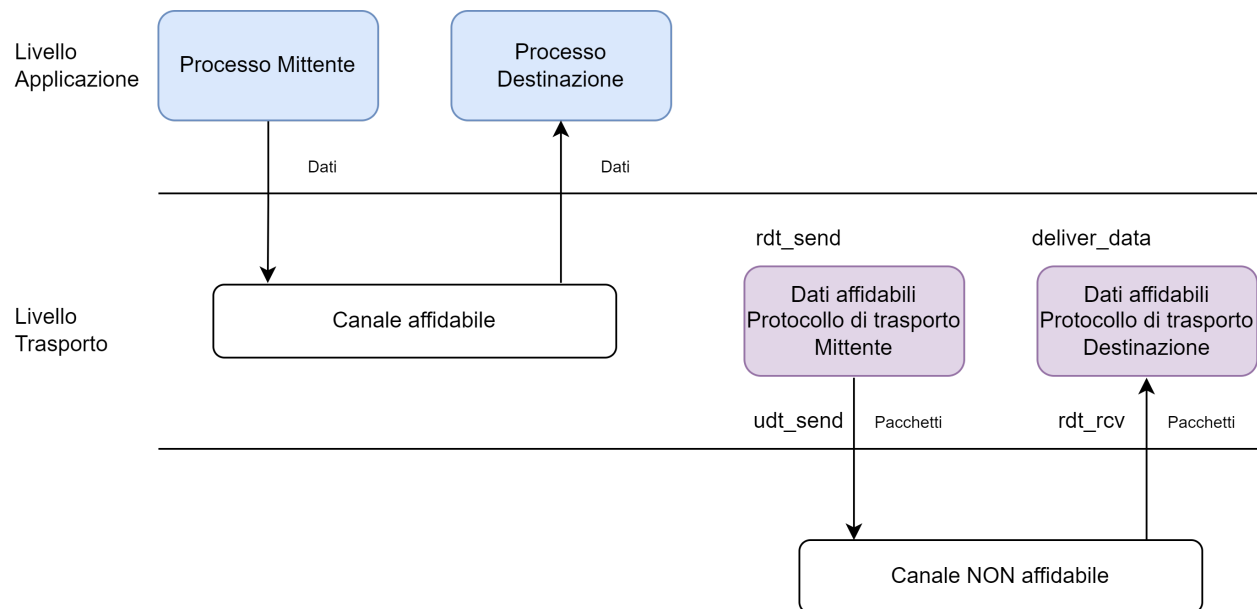 Livello
Applicazione
Processo Mittente
Processo
Destinazione
Dati
Dati
rdt_send
deliver_data
Livello
Trasporto
Canale affidabile
Dati affidabili
Protocollo di trasporto
Mittente
Dati affidabili
Protocollo di trasporto
Destinazione
udt_send
Pacchetti
rdt_rcv
Pacchetti
Canale NON affidabile